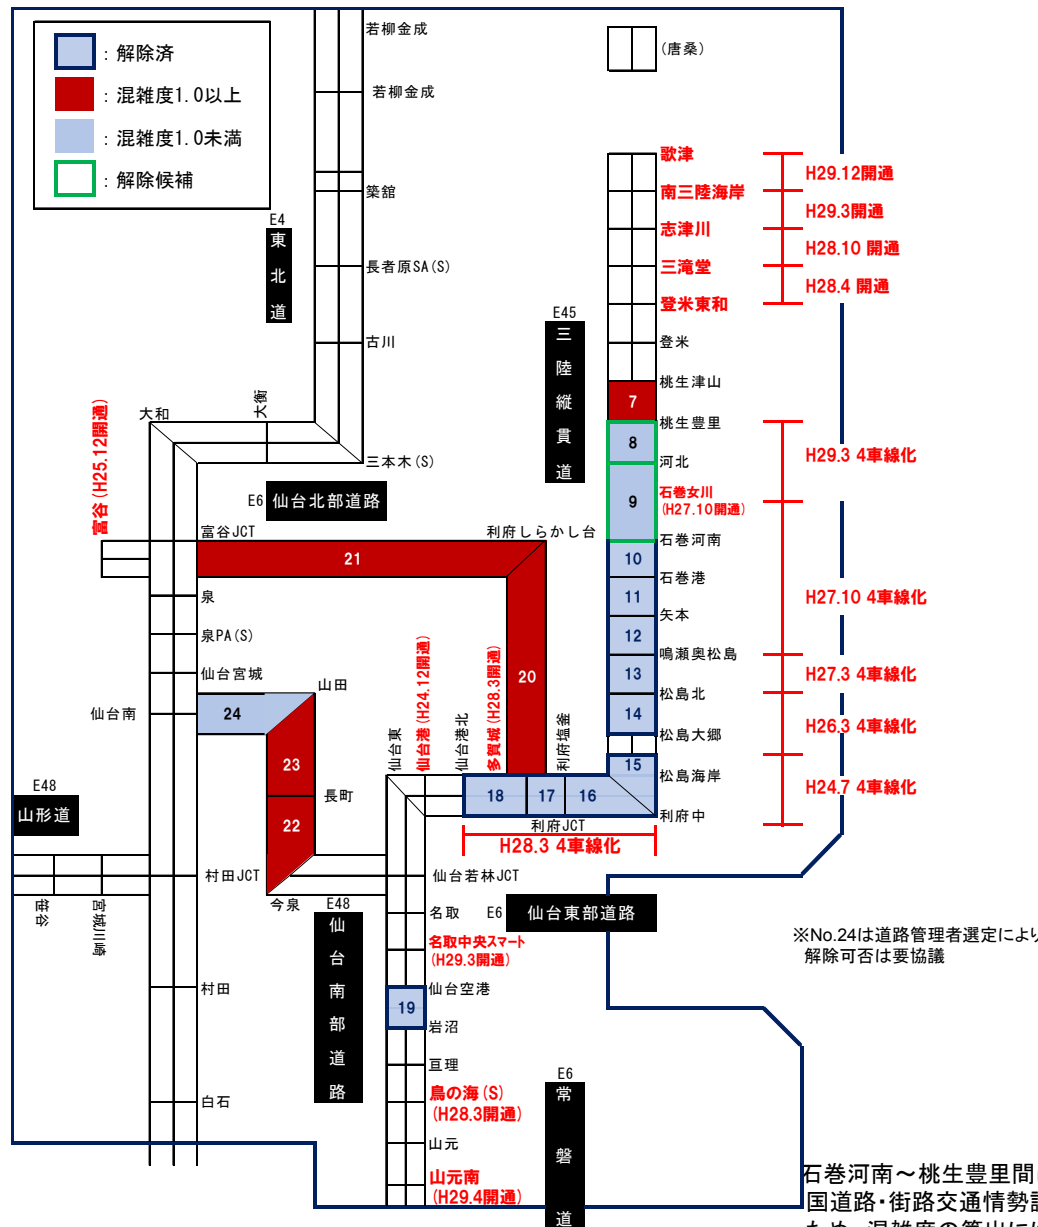 ：解除済
：混雑度1.0以上
：混雑度1.0未満
：解除候補
若柳金成
若柳金成
築舘
長者原SA(S)
古川
三本木(S)
大衡
大和
E4
東北道
(唐桑)
歌津
南三陸海岸
志津川
三滝堂
登米東和
登米
桃生津山
桃生豊里
河北
石巻女川
(H27.10開通)
石巻河南
石巻港
矢本
鳴瀬奥松島
松島北
松島大郷
松島海岸
利府中
H29.12開通
H29.3開通
H28.10 開通
H28.4 開通
H29.3 4車線化
H27.10 4車線化
H27.3 4車線化
H26.3 4車線化
H24.7 4車線化
E45
三陸縦貫道
7
8
9
10
11
12
13
14
15
16
17
18
富谷(H25.12開通)
E6 仙台北部道路
富谷JCT
利府しらかし台
21
20
泉
泉PA(S)
仙台宮城
仙台南
山田
24
23
22
長町
今泉
仙台東
仙台港(H24.12開通)
仙台港北
多賀城(H28.3開通)
利府塩釜
利府JCT
H28.3 4車線化
E48
山形道
笹谷
宮城川崎
村田JCT
村田
白石
E48
仙台南部道路
仙台若林JCT
名取
E6 仙台東部道路
名取中央スマート
(H29.3開通)
仙台空港
19
岩沼
亘理
鳥の海(S)
(H28.3開通)
山元
山元南
(H29.4開通)
E6
常磐道
※No.24は道路管理者選定により
解除可否は要協議
石巻河南～桃生豊里間
国道路・街路交通情勢
ため、混雑度の算出に